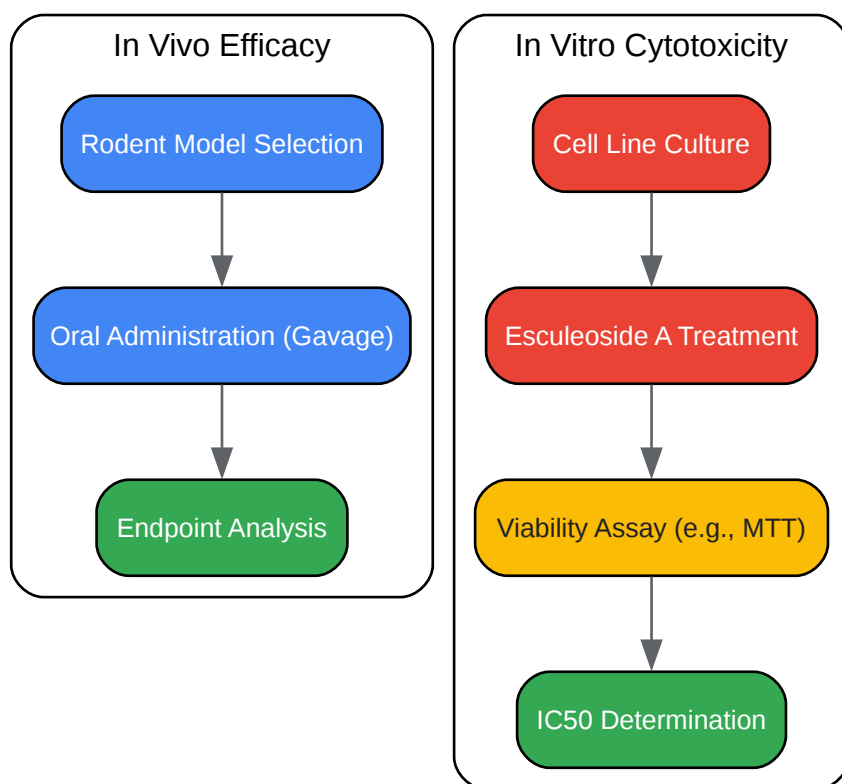 In Vivo Efficacy
Rodent Model Selection
Oral Administration (Gavage)
Endpoint Analysis
In Vitro Cytotoxicity
Cell Line Culture
Esculeoside A Treatment
Viability Assay (e.g., MTT)
IC50 Determination